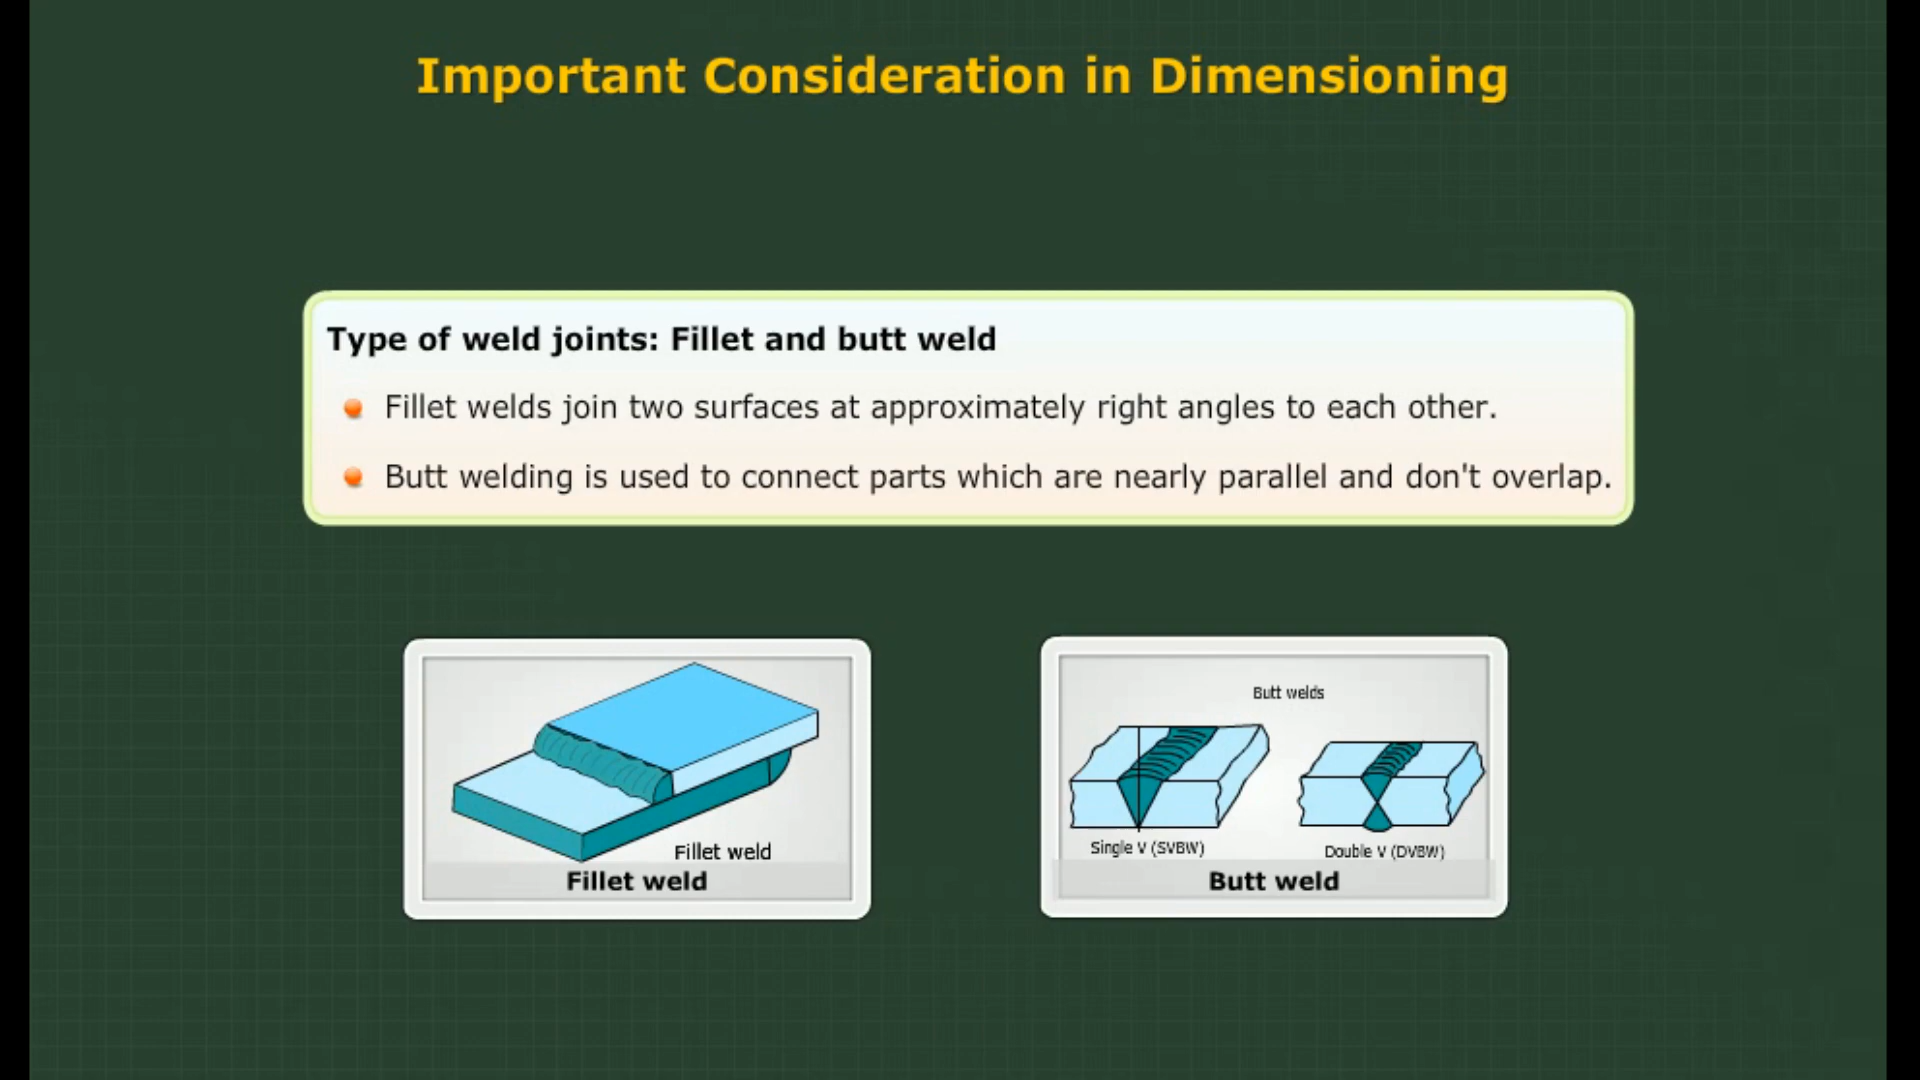 Important Consideration in Dimensioning
Type of weld joints: Fillet and butt weld
Fillet welds join two surfaces at approximately right angles to each other.
Butt welding is used to connect parts which are nearly parallel and don't overlap.
Fillet weld
Fillet weld
Butt welds
Single V (SVBW)
Double V (DVBW)
Butt weld